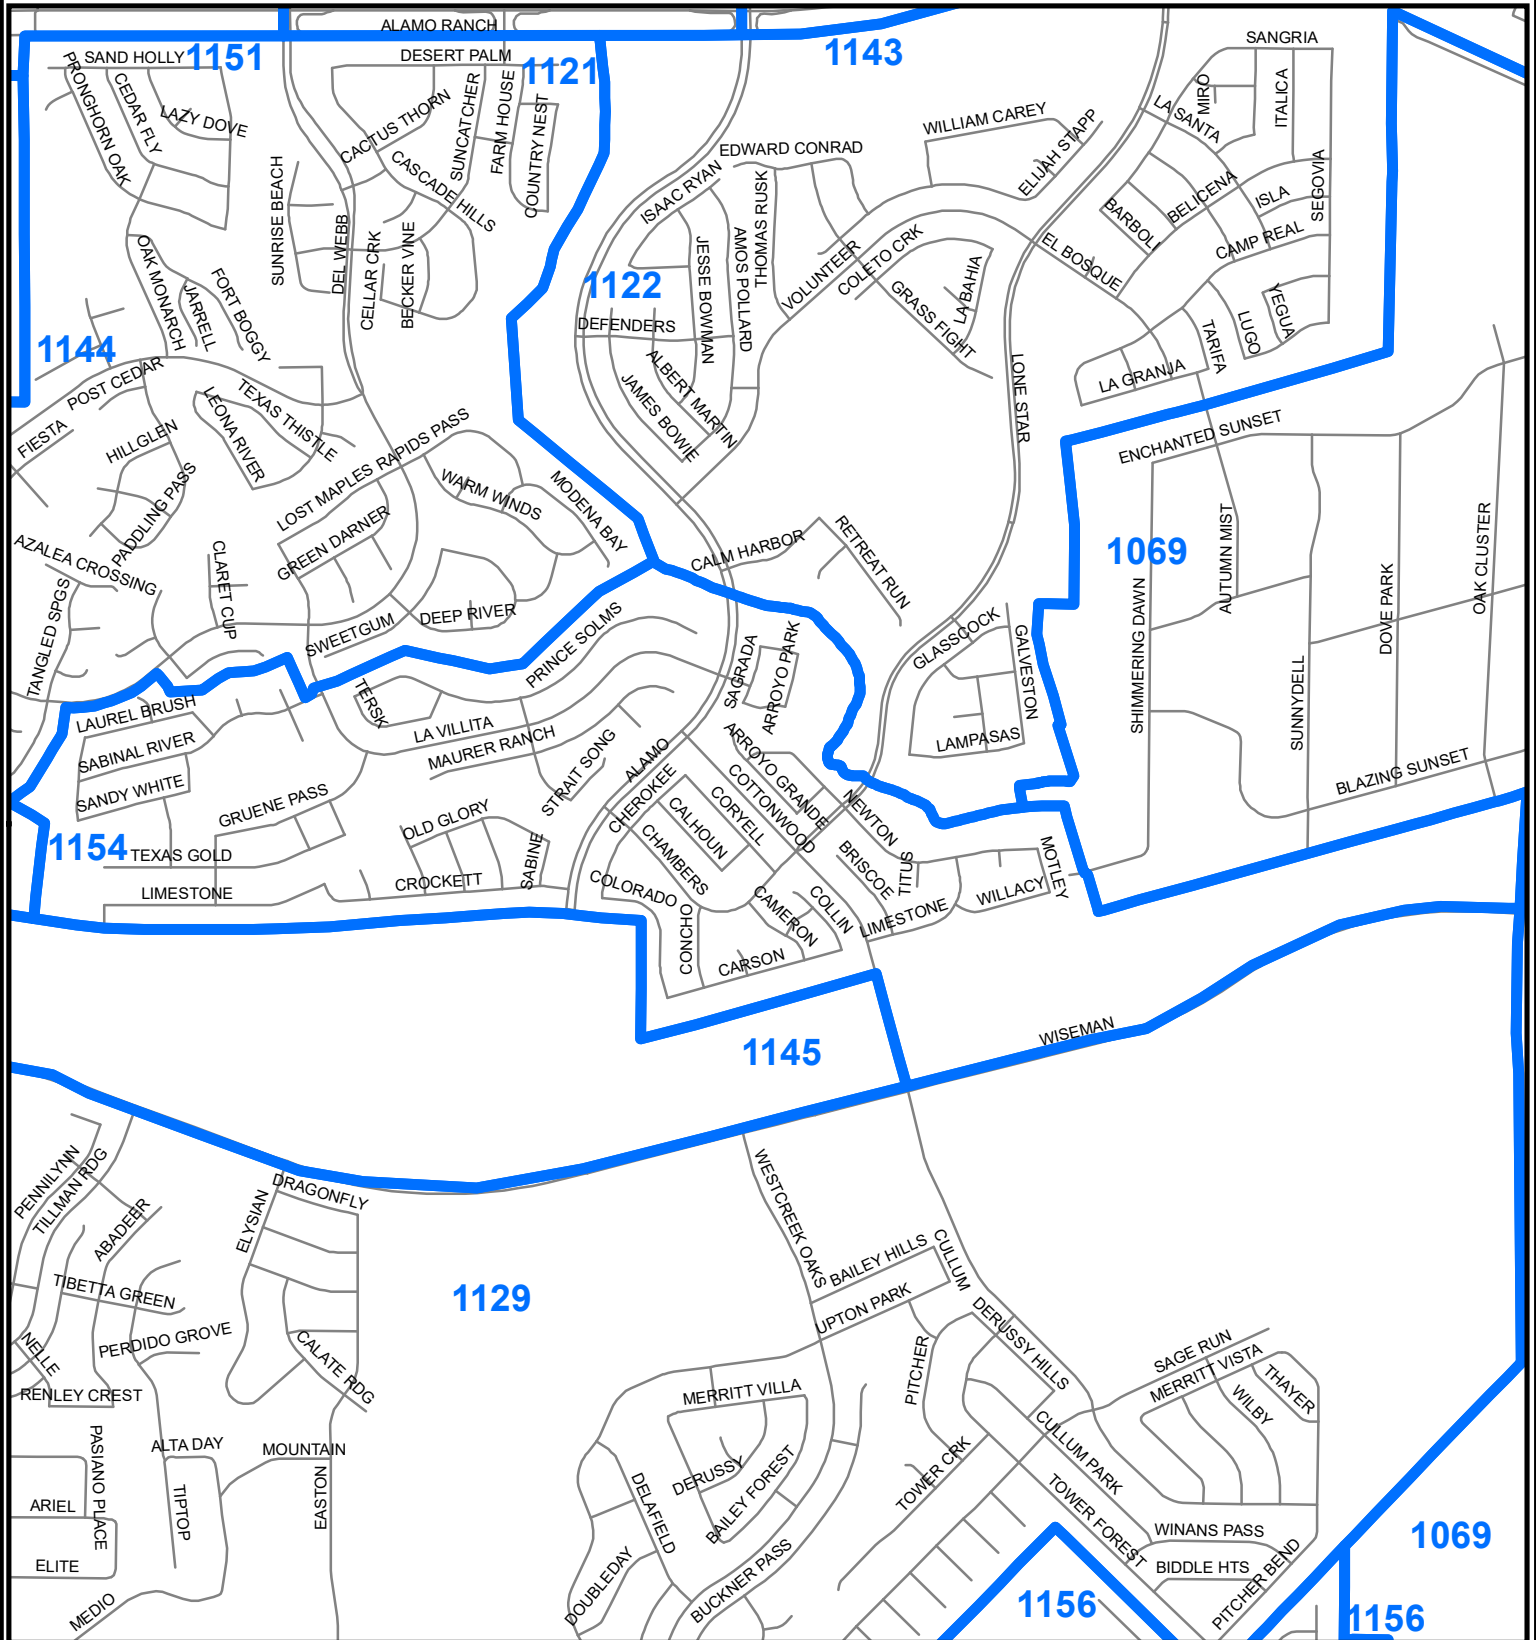 ALAMO RANCH
SAND HOLLY
1151
DESERT PALM
1121
1143
SANGRIA
PRONGHORN OAK
CEDAR FLY
LAZY DOVE
CACTUS THORN
SUNCATCHER
FARM HOUSE
COUNTRY NEST
CASCADE HILLS
WILLIAM CAREY
ELIJAH STAPP
MIRO
LA SANTA
ITALICA
EDWARD CONRAD
ISAAC RYAN
THOMAS RUSK
SUNRISE BEACH
DEL WEBB
CELLAR CRK
BECKER VINE
BELICENA
ISLA
SEGOVIA
BARBOLI
CAMP REAL
EL BOSQUE
OAK MONARCH
JARRELL
FORT BOGGY
1122
JESSE BOWMAN
AMOS POLLARD
VOLUNTEER
COLETO CRK
GRASS FIGHT
LA BAHIA
YEGUA
LUGO
TARIFA
1144
DEFENDERS
POST CEDAR
ALBERT MARTIN
JAMES BOWIE
LA GRANJA
LONE STAR
TEXAS THISTLE
LEONA RIVER
FIESTA
HILLGLEN
LOST MAPLES
RAPIDS PASS
ENCHANTED SUNSET
PADDLING PASS
WARM WINDS
MODENA BAY
GREEN DARNER
AZALEA CROSSING
CLARET CUP
CALM HARBOR
RETREAT RUN
1069
AUTUMN MIST
OAK CLUSTER
DOVE PARK
SHIMMERING DAWN
SUNNYDELL
TANGLED SPGS
SWEETGUM
DEEP RIVER
PRINCE SOLMS
SAGRADA
ARROYO PARK
GLASSCOCK
GALVESTON
LAUREL BRUSH
TERSK
SABINAL RIVER
LA VILLITA
MAURER RANCH
LAMPASAS
SANDY WHITE
STRAIT SONG
ALAMO
ARROYO GRANDE
BLAZING SUNSET
GRUENE PASS
CHEROKEE
COTTONWOOD
CORYELL
CALHOUN
NEWTON
OLD GLORY
CHAMBERS
1154
TEXAS GOLD
SABINE
BRISCOE
TITUS
MOTLEY
LIMESTONE
CROCKETT
COLORADO
CAMERON
COLLIN
WILLACY
LIMESTONE
CONCHO
CARSON
1145
WISEMAN
PENNILYNN
TILLMAN RDG
ABADEER
ELYSIAN
DRAGONFLY
WESTCREEK OAKS
BAILEY HILLS
CULLUM
TIBETTA GREEN
1129
UPTON PARK
DERUSSY HILLS
NELLE
PERDIDO GROVE
CALATE RDG
PITCHER
SAGE RUN
MERRITT VISTA
THAYER
WILBY
RENLEY CREST
MERRITT VILLA
CULLUM PARK
PASIANO PLACE
ALTA DAY
MOUNTAIN
DERUSSY
BAILEY FOREST
TOWER CRK
TOWER FOREST
ARIEL
TIPTOP
EASTON
DELAFIELD
WINANS PASS
1069
ELITE
DOUBLEDAY
BUCKNER PASS
BIDDLE HTS
PITCHER BEND
MEDIO
1156
1156